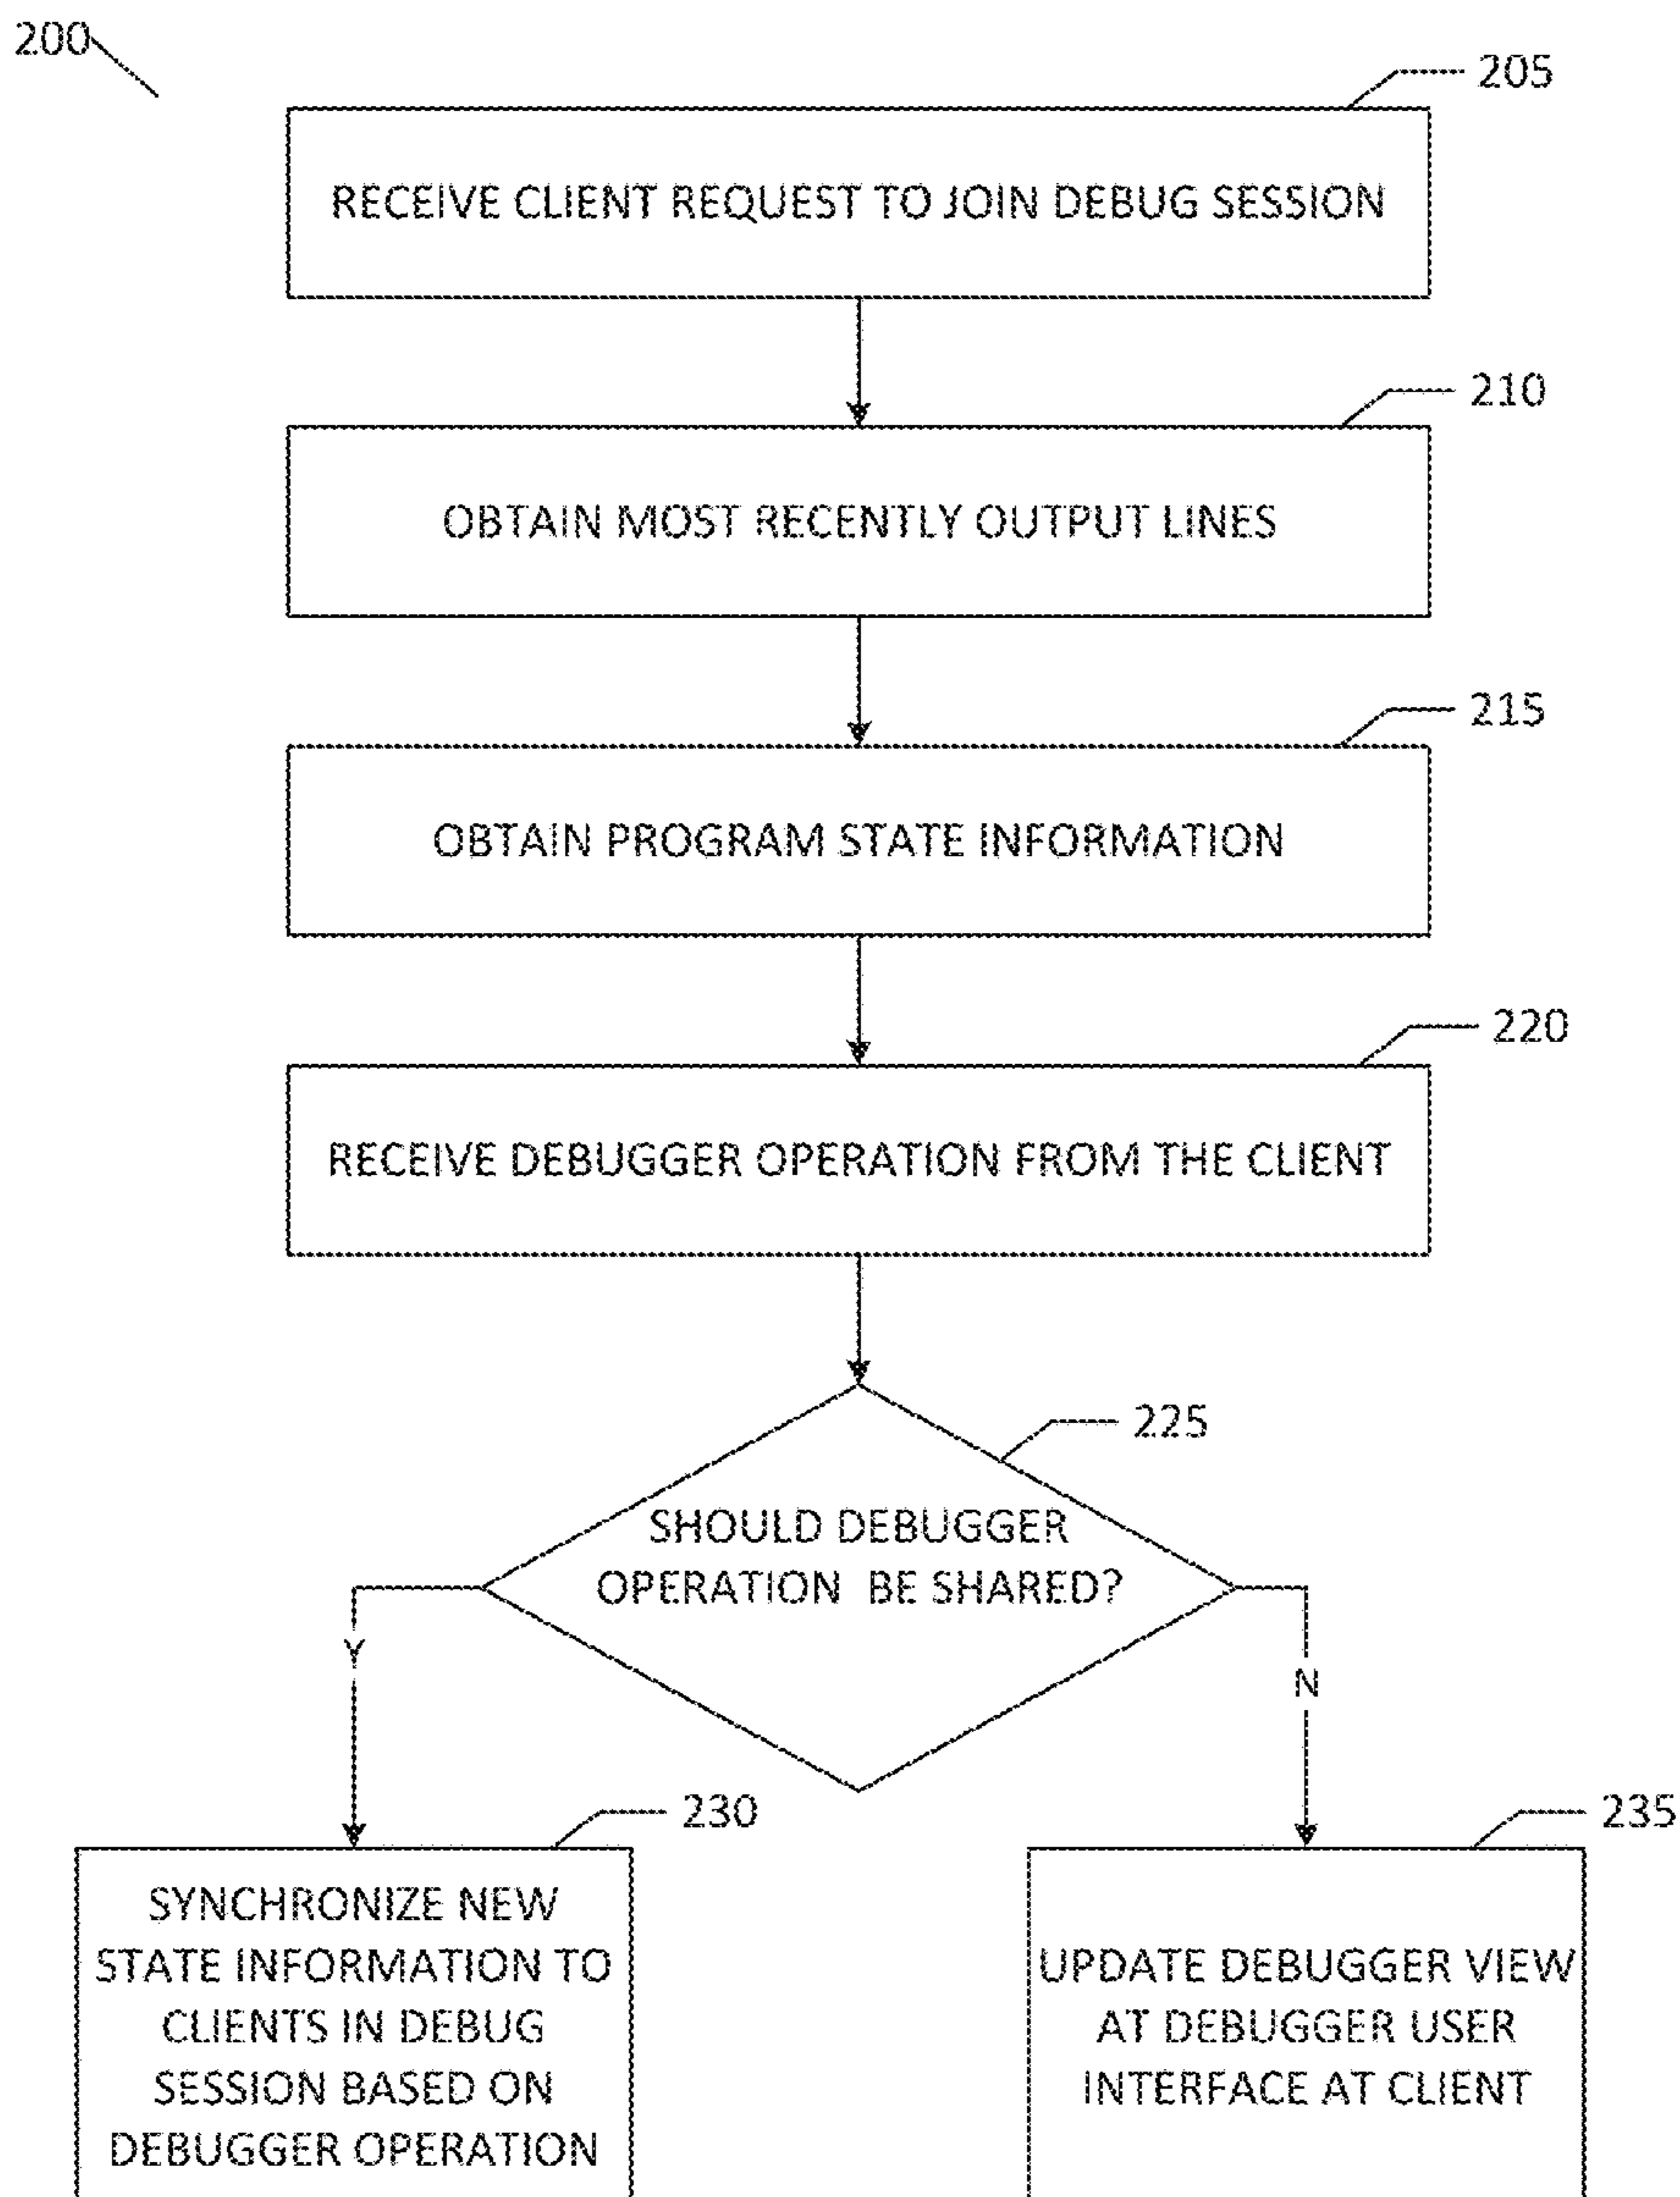 200
205
RECEIVE CLIENT REQUEST TO JOIN DEBUG SESSION
210
OBTAIN MOST RECENTLY OUTPUT LINES
215
OBTAIN PROGRAM STATE INFORMATION
220
RECEIVE DEBUGGER OPERATION FROM THE CLIENT
225
SHOULD DEBUGGER
OPERATION BE SHARED?
Y
N
230
SYNCHRONIZE NEW
STATE INFORMATION TO
CLIENTS IN DEBUG
SESSION BASED ON
DEBUGGER OPERATION
235
UPDATE DEBUGGER VIEW
AT DEBUGGER USER
INTERFACE AT CLIENT